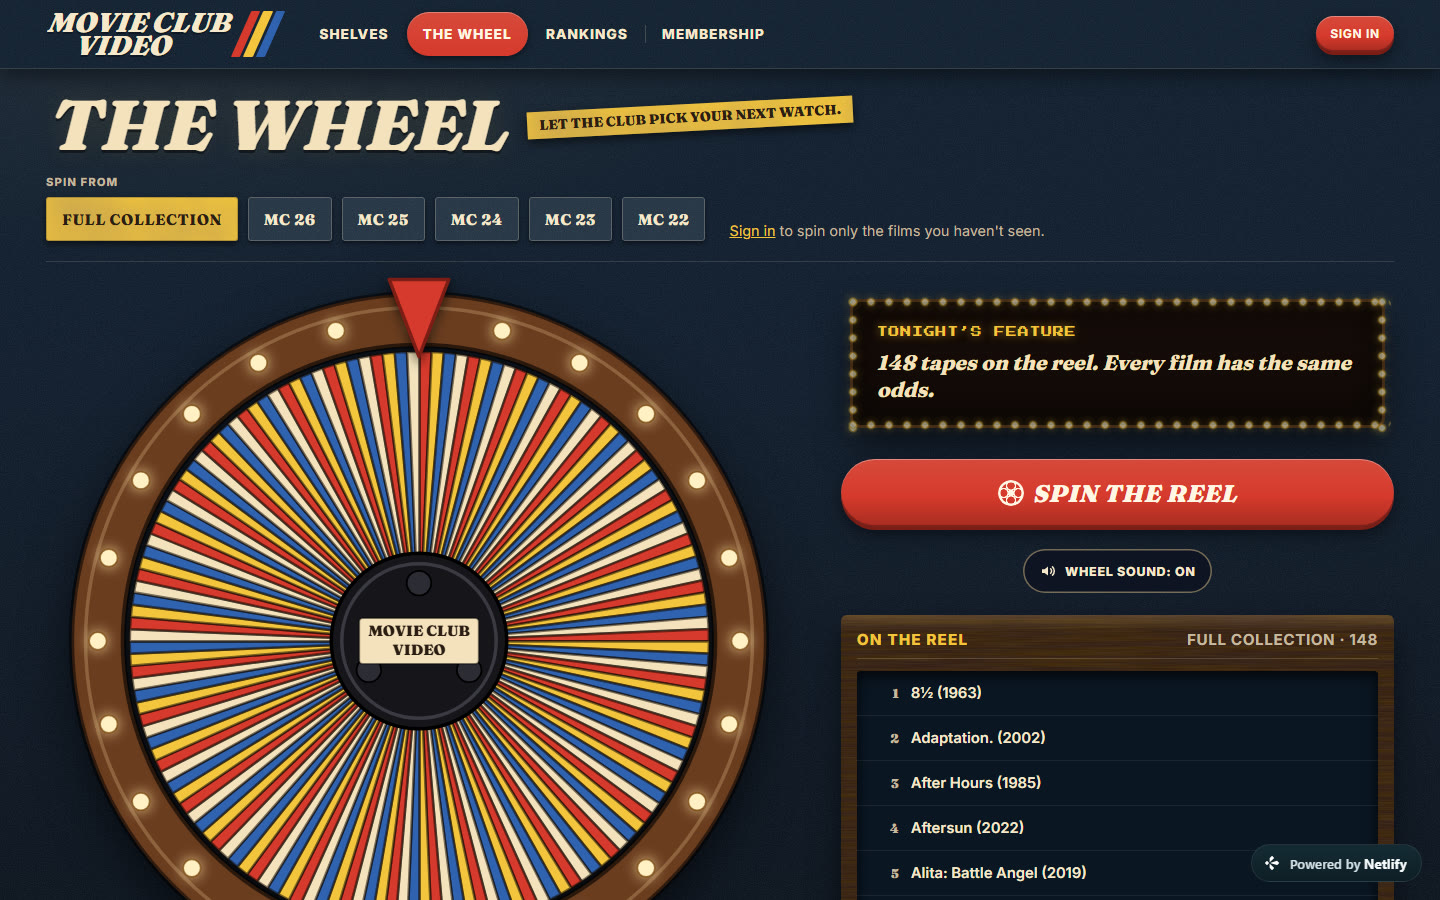 MOVIE CLUB
VIDEO
SHELVES
THE WHEEL
RANKINGS
MEMBERSHIP
SIGN IN
THE WHEEL
LET THE CLUB PICK YOUR NEXT WATCH.
SPIN FROM
FULL COLLECTION
MC 26
MC 25
MC 24
MC 23
MC 22
Sign in to spin only the films you haven't seen.
TONIGHT'S FEATURE
148 tapes on the reel. Every film has the same
odds.
SPIN THE REEL
WHEEL SOUND: ON
MOVIE CLUB
VIDEO
ON THE REEL
FULL COLLECTION · 148
1 8½ (1963)
2 Adaptation. (2002)
3 After Hours (1985)
4 Aftersun (2022)
5 Alita: Battle Angel (2019)
Powered by Netlify